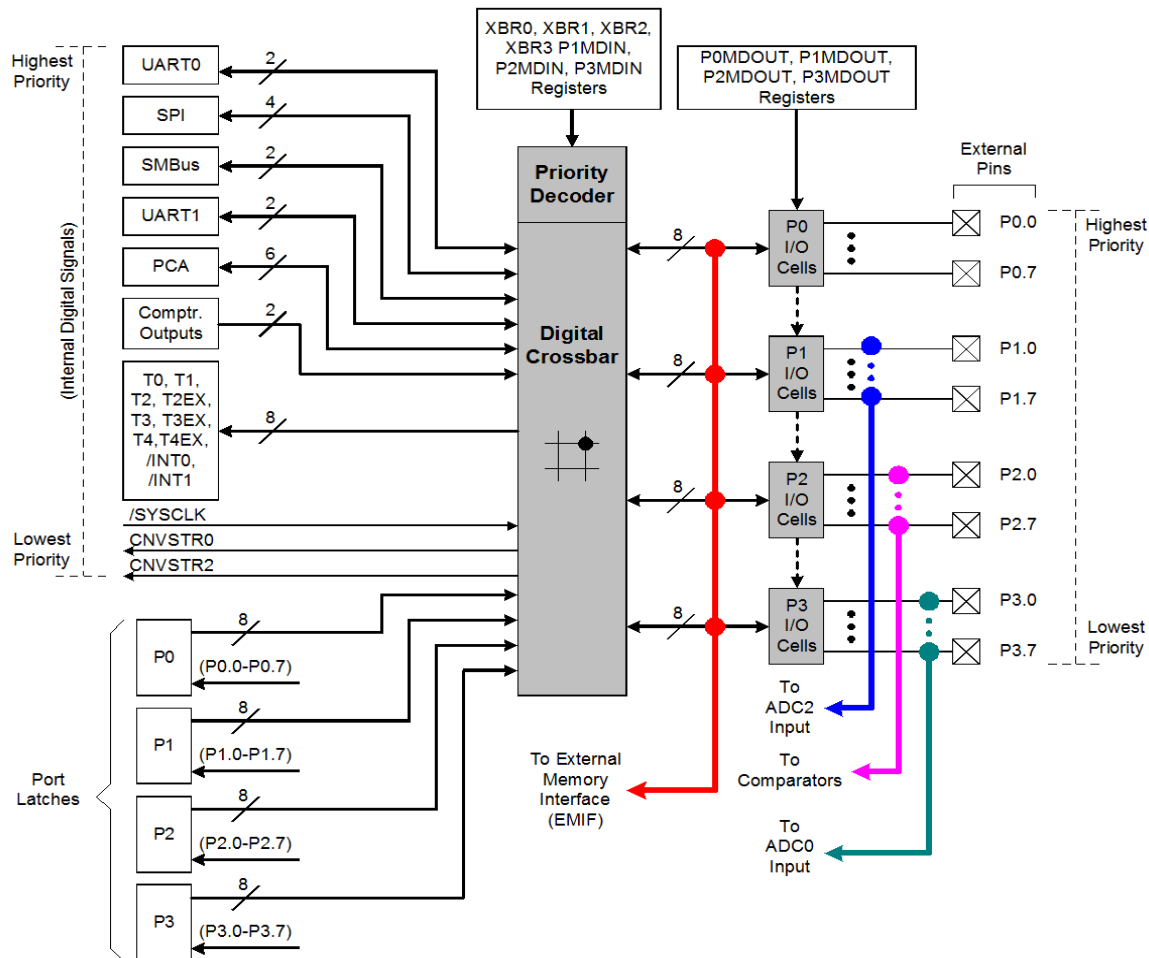 Highest
Priority
(Internal Digital Signals)
Lowest
Priority
UART0
2
SPI
4
SMBus
2
UART1
2
PCA
6
Comptr.
Outputs
2
T0, T1,
T2, T2EX,
T3, T3EX,
T4,T4EX,
/INT0,
/INT1
8
/SYSCLK
CNVSTR0
CNVSTR2
Port
Latches
P0
8
(P0.0-P0.7)
P1
8
(P1.0-P1.7)
P2
8
(P2.0-P2.7)
P3
8
(P3.0-P3.7)
XBR0, XBR1, XBR2,
XBR3 P1MDIN,
P2MDIN, P3MDIN
Registers
Priority
Decoder
Digital
Crossbar
P0MDOUT, P1MDOUT,
P2MDOUT, P3MDOUT
Registers
External
Pins
8
P0
I/O
Cells
P0.0
P0.7
8
P1
I/O
Cells
P1.0
P1.7
8
P2
I/O
Cells
P2.0
P2.7
8
P3
I/O
Cells
P3.0
P3.7
Highest
Priority
Lowest
Priority
To
ADC2
Input
To
Comparators
To
ADC0
Input
To External
Memory
Interface
(EMIF)